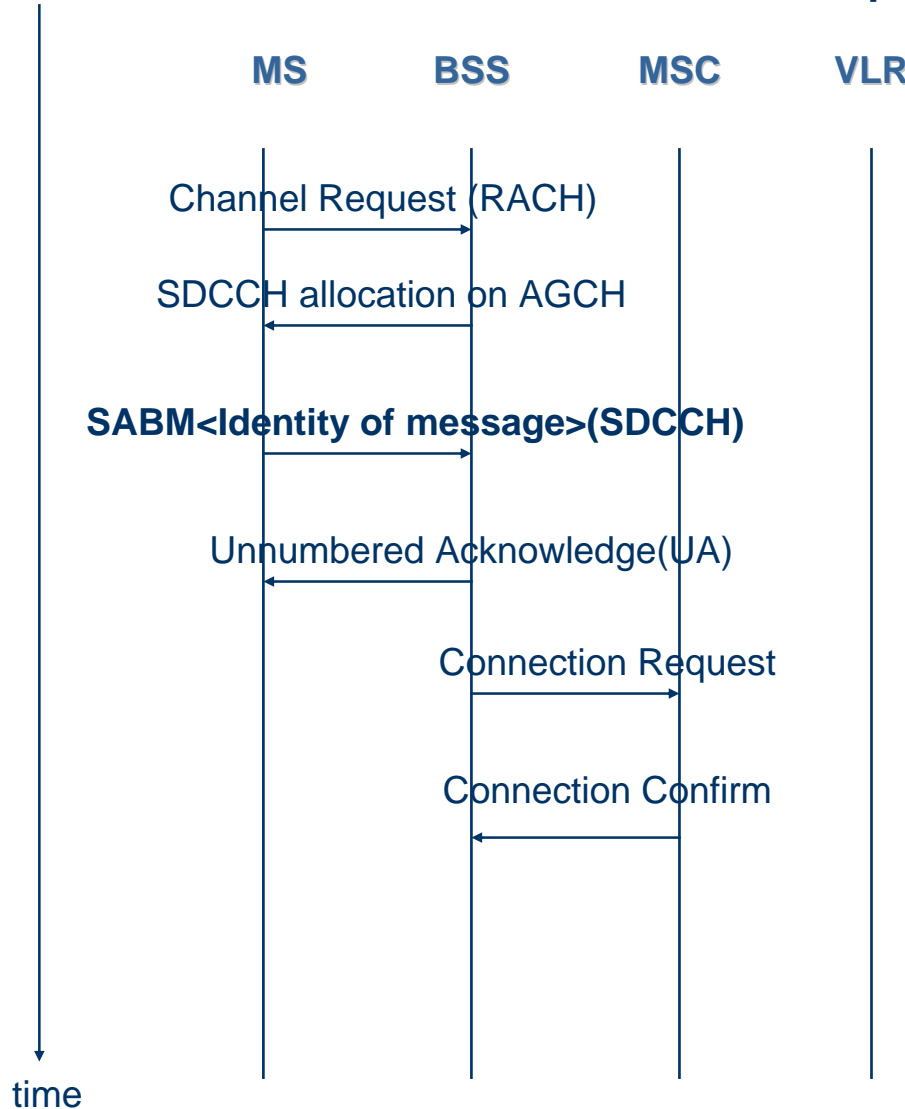 MS BSS MSC VLR
Channel Request (RACH)
SDCCH allocation on AGCH
SABM<Identity of message>(SDCCH)
Unnumbered Acknowledge(UA)
Connection Request
Connection Confirm
time